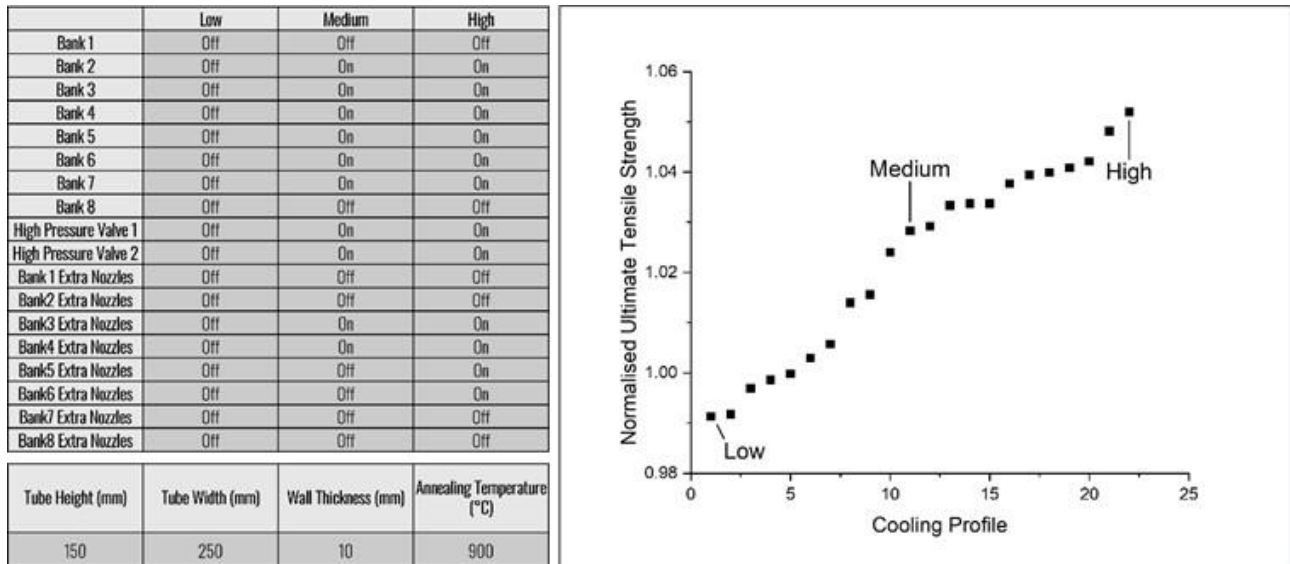 Low Medium High
Bank 1 Off Off Off
Bank 2 Off On On
Bank 3 Off On On
Bank 4 Off On On
Bank 5 Off On On
Bank 6 Off On On
Bank 7 Off On On
Bank 8 Off Off Off
High Pressure Valve 1 Off On On
High Pressure Valve 2 Off On On
Bank 1 Extra Nozzles Off Off Off
Bank2 Extra Nozzles Off Off Off
Bank3 Extra Nozzles Off On On
Bank4 Extra Nozzles Off On On
Bank5 Extra Nozzles Off Off On
Bank6 Extra Nozzles Off Off On
Bank7 Extra Nozzles Off Off Off
Bank8 Extra Nozzles Off Off Off
Tube Height (mm) Tube Width (mm) Wall Thickness (mm) Annealing Temperature
(°C)
150 250 10 900
Normalised Ultimate Tensile Strength
1.06
1.04
1.02
1.00
0.98
Medium
High
Low
0 5 10 15 20 25
Cooling Profile